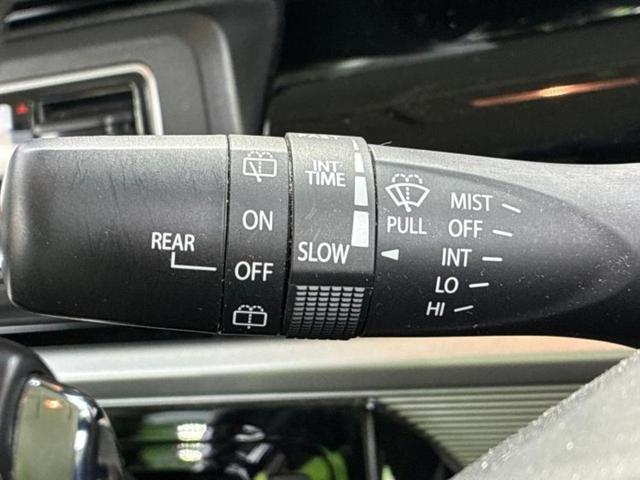 REAR
ON
OFF
INT
TIME
SLOW
PULL
MIST
OFF
INT
LO
HI